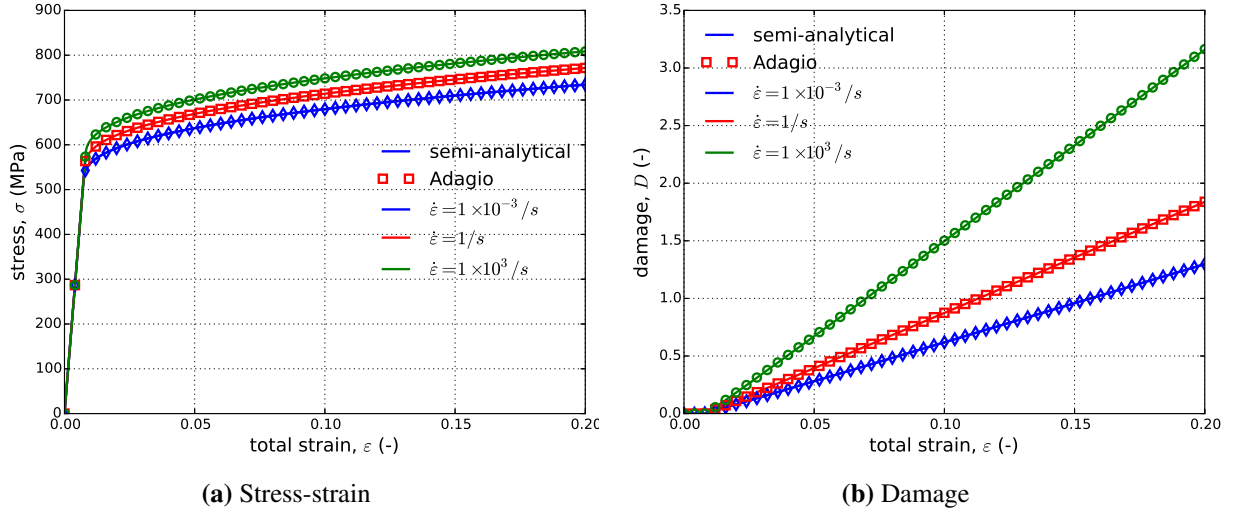 900
800
700
600
500
400
300
200
100
0
stress, σ (MPa)
semi-analytical
Adagio
ε̇ = 1×10⁻³/s
ε̇ = 1/s
ε̇ = 1×10³/s
0.00 0.05 0.10 0.15 0.20
total strain, ε (-)
(a) Stress-strain
3.5
3.0
2.5
2.0
1.5
1.0
0.5
0.0
damage, D (-)
semi-analytical
Adagio
ε̇ = 1×10⁻³/s
ε̇ = 1/s
ε̇ = 1×10³/s
0.00 0.05 0.10 0.15 0.20
total strain, ε (-)
(b) Damage